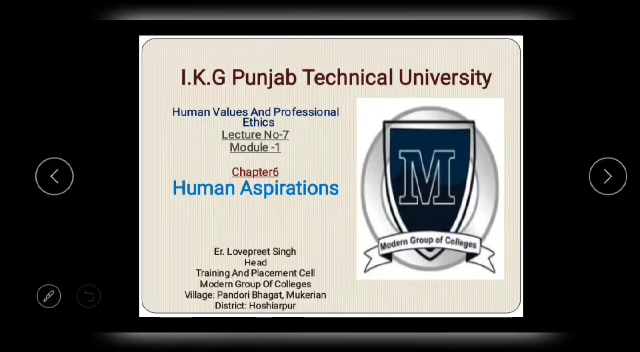 I.K.G Punjab Technical University
Human Values And Professional
Ethics
Lecture No-7
Module -1
Chapter6
Human Aspirations
Er. Lovepreet Singh
Head
Training And Placement Cell
Modern Group Of Colleges
Village: Pandori Bhagat, Mukerian
District: Hoshiarpur
M
Modern Group of Colleges